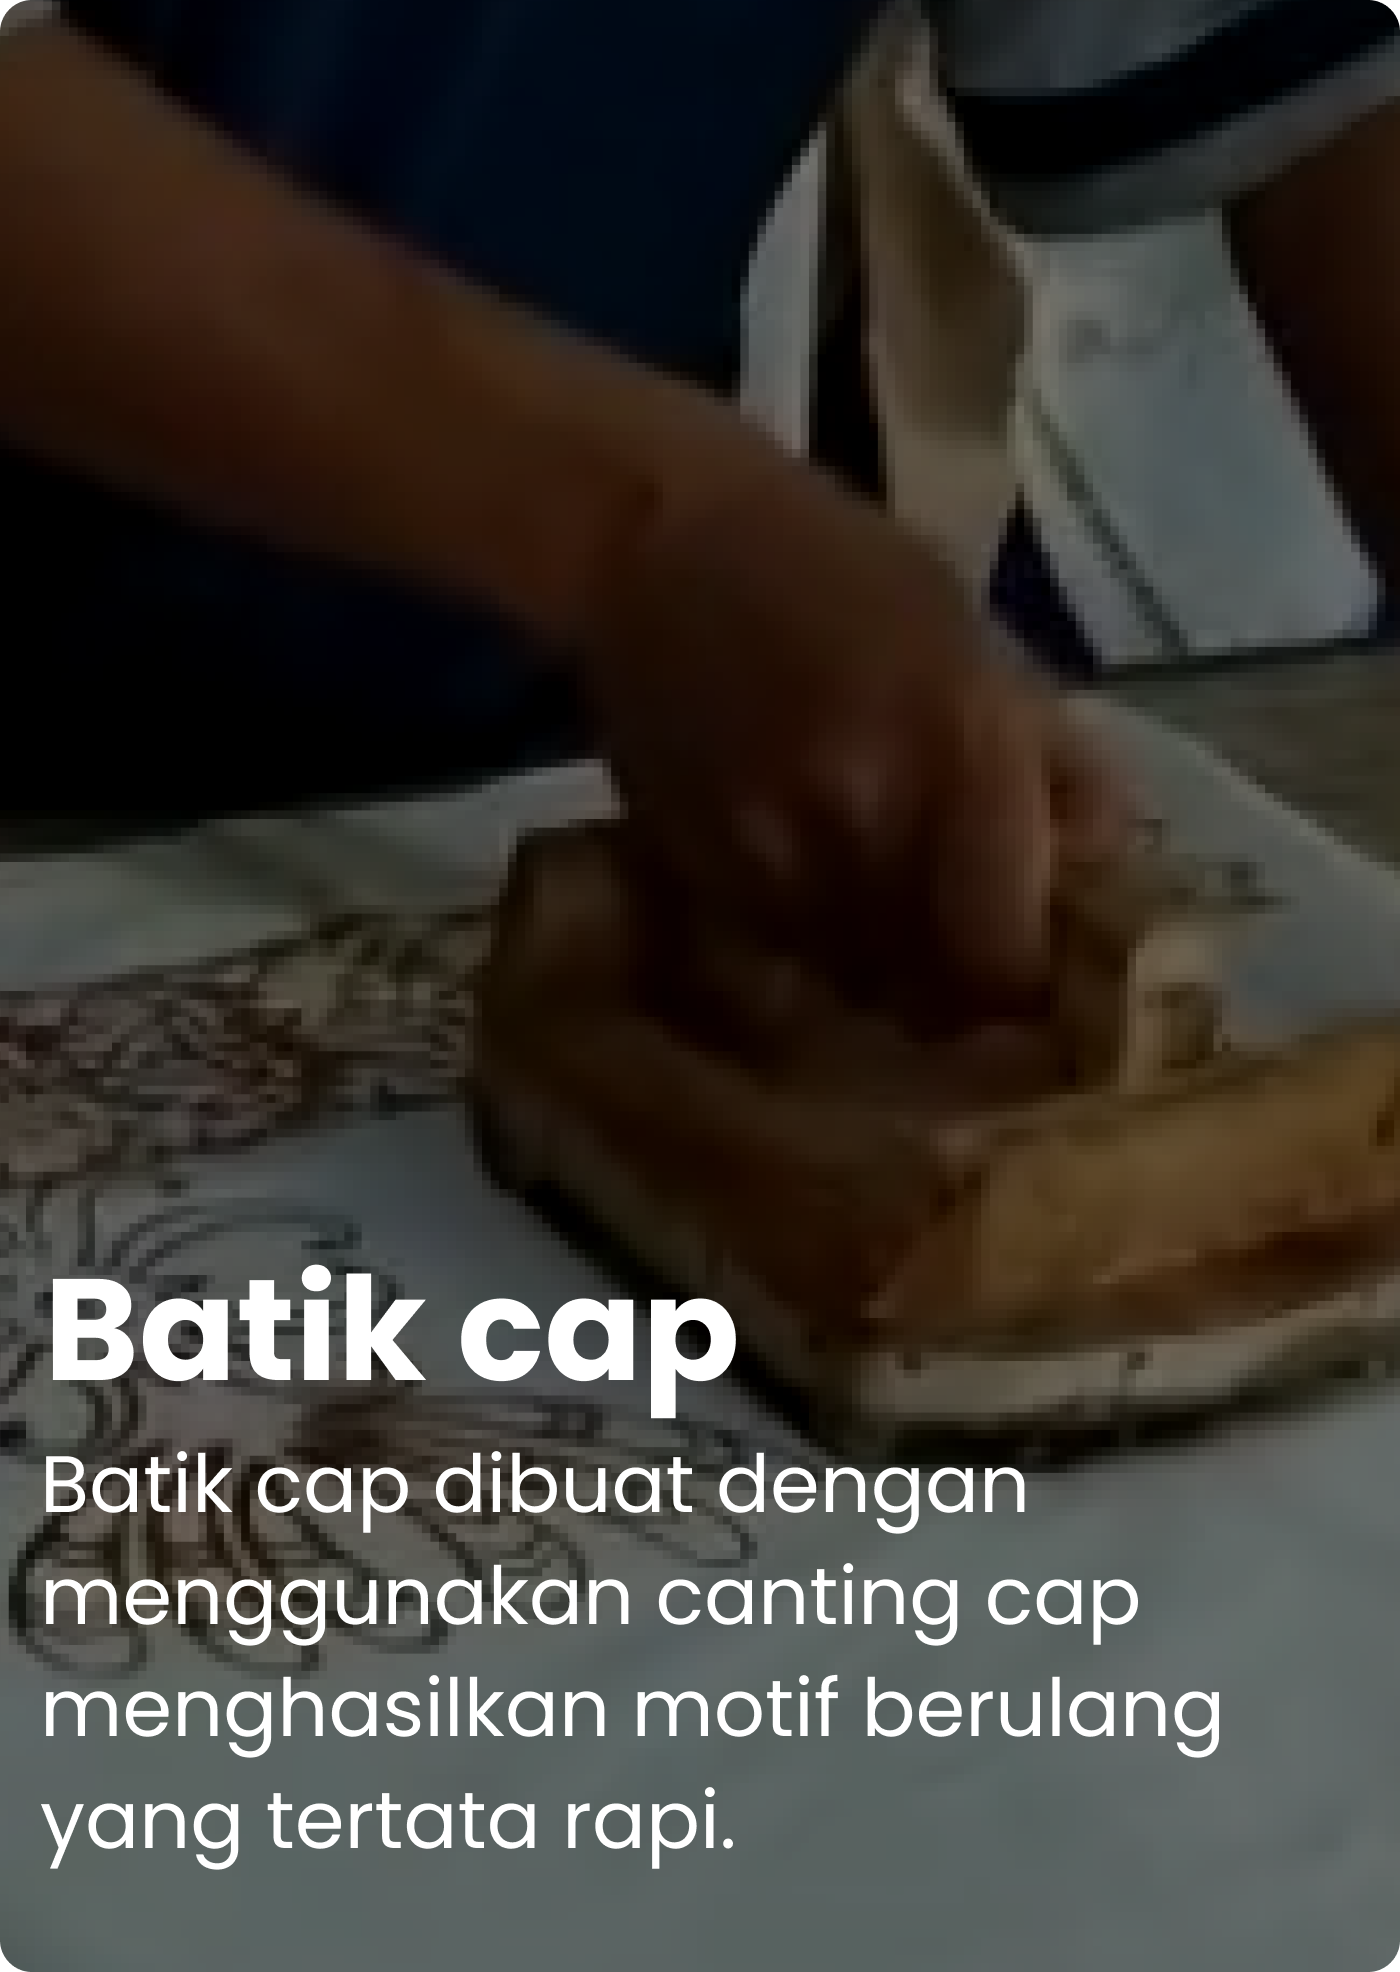 Batik cap
Batik cap dibuat dengan
menggunakan canting cap
menghasilkan motif berulang
yang tertata rapi.